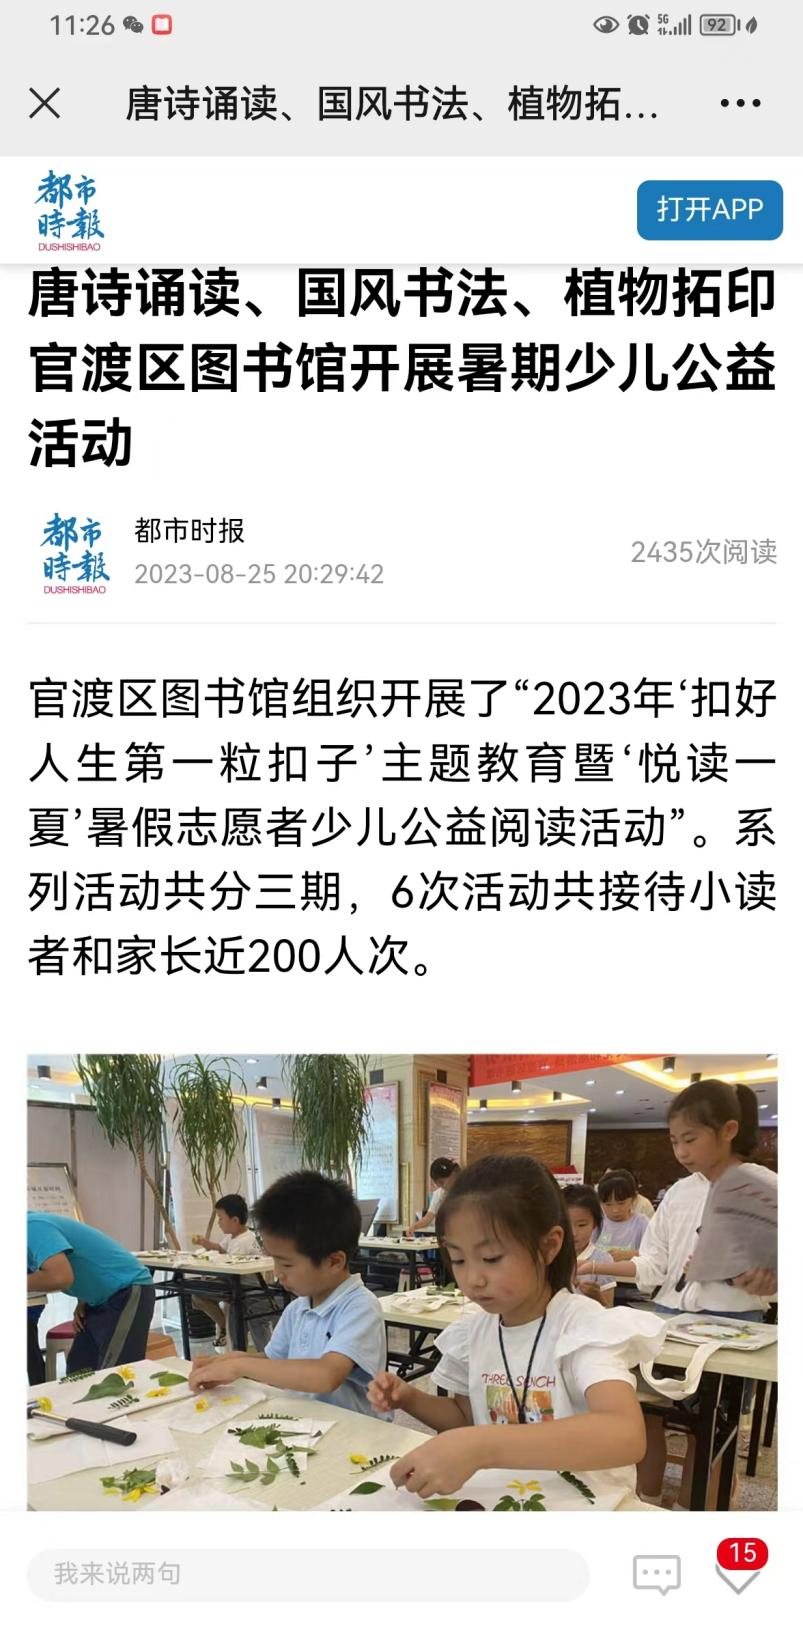 11:26
5G
92
唐诗诵读、国风书法、植物拓...
都市
時報
DUSHISHIBAO
打开APP
唐诗诵读、国风书法、植物拓印
官渡区图书馆开展暑期少儿公益
活动
都市
時報
DUSHISHIBAO
都市时报
2023-08-25 20:29:42
2435次阅读
官渡区图书馆组织开展了“2023年‘扣好
人生第一粒扣子’主题教育暨‘悦读一
夏’暑假志愿者少儿公益阅读活动”。系
列活动共分三期，6次活动共接待小读
者和家长近200人次。
我来说两句
15